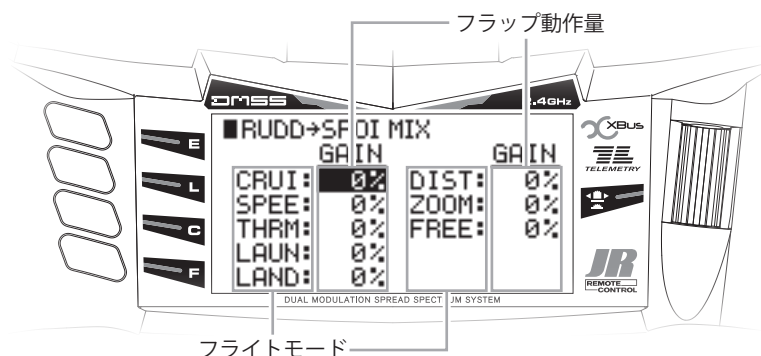 フラップ動作量
DMSS
2.4GHz
■RUDD→SPOI MIX
GAIN GAIN
CRUI: 0% DIST: 0%
SPEE: 0% ZOOM: 0%
THRM: 0% FREE: 0%
LAUN: 0%
LAND: 0%
E
L
C
F
XBus
TELEMETRY
JR
REMOTE
CONTROL
DUAL MODULATION SPREAD SPECTRUM SYSTEM
フライトモード